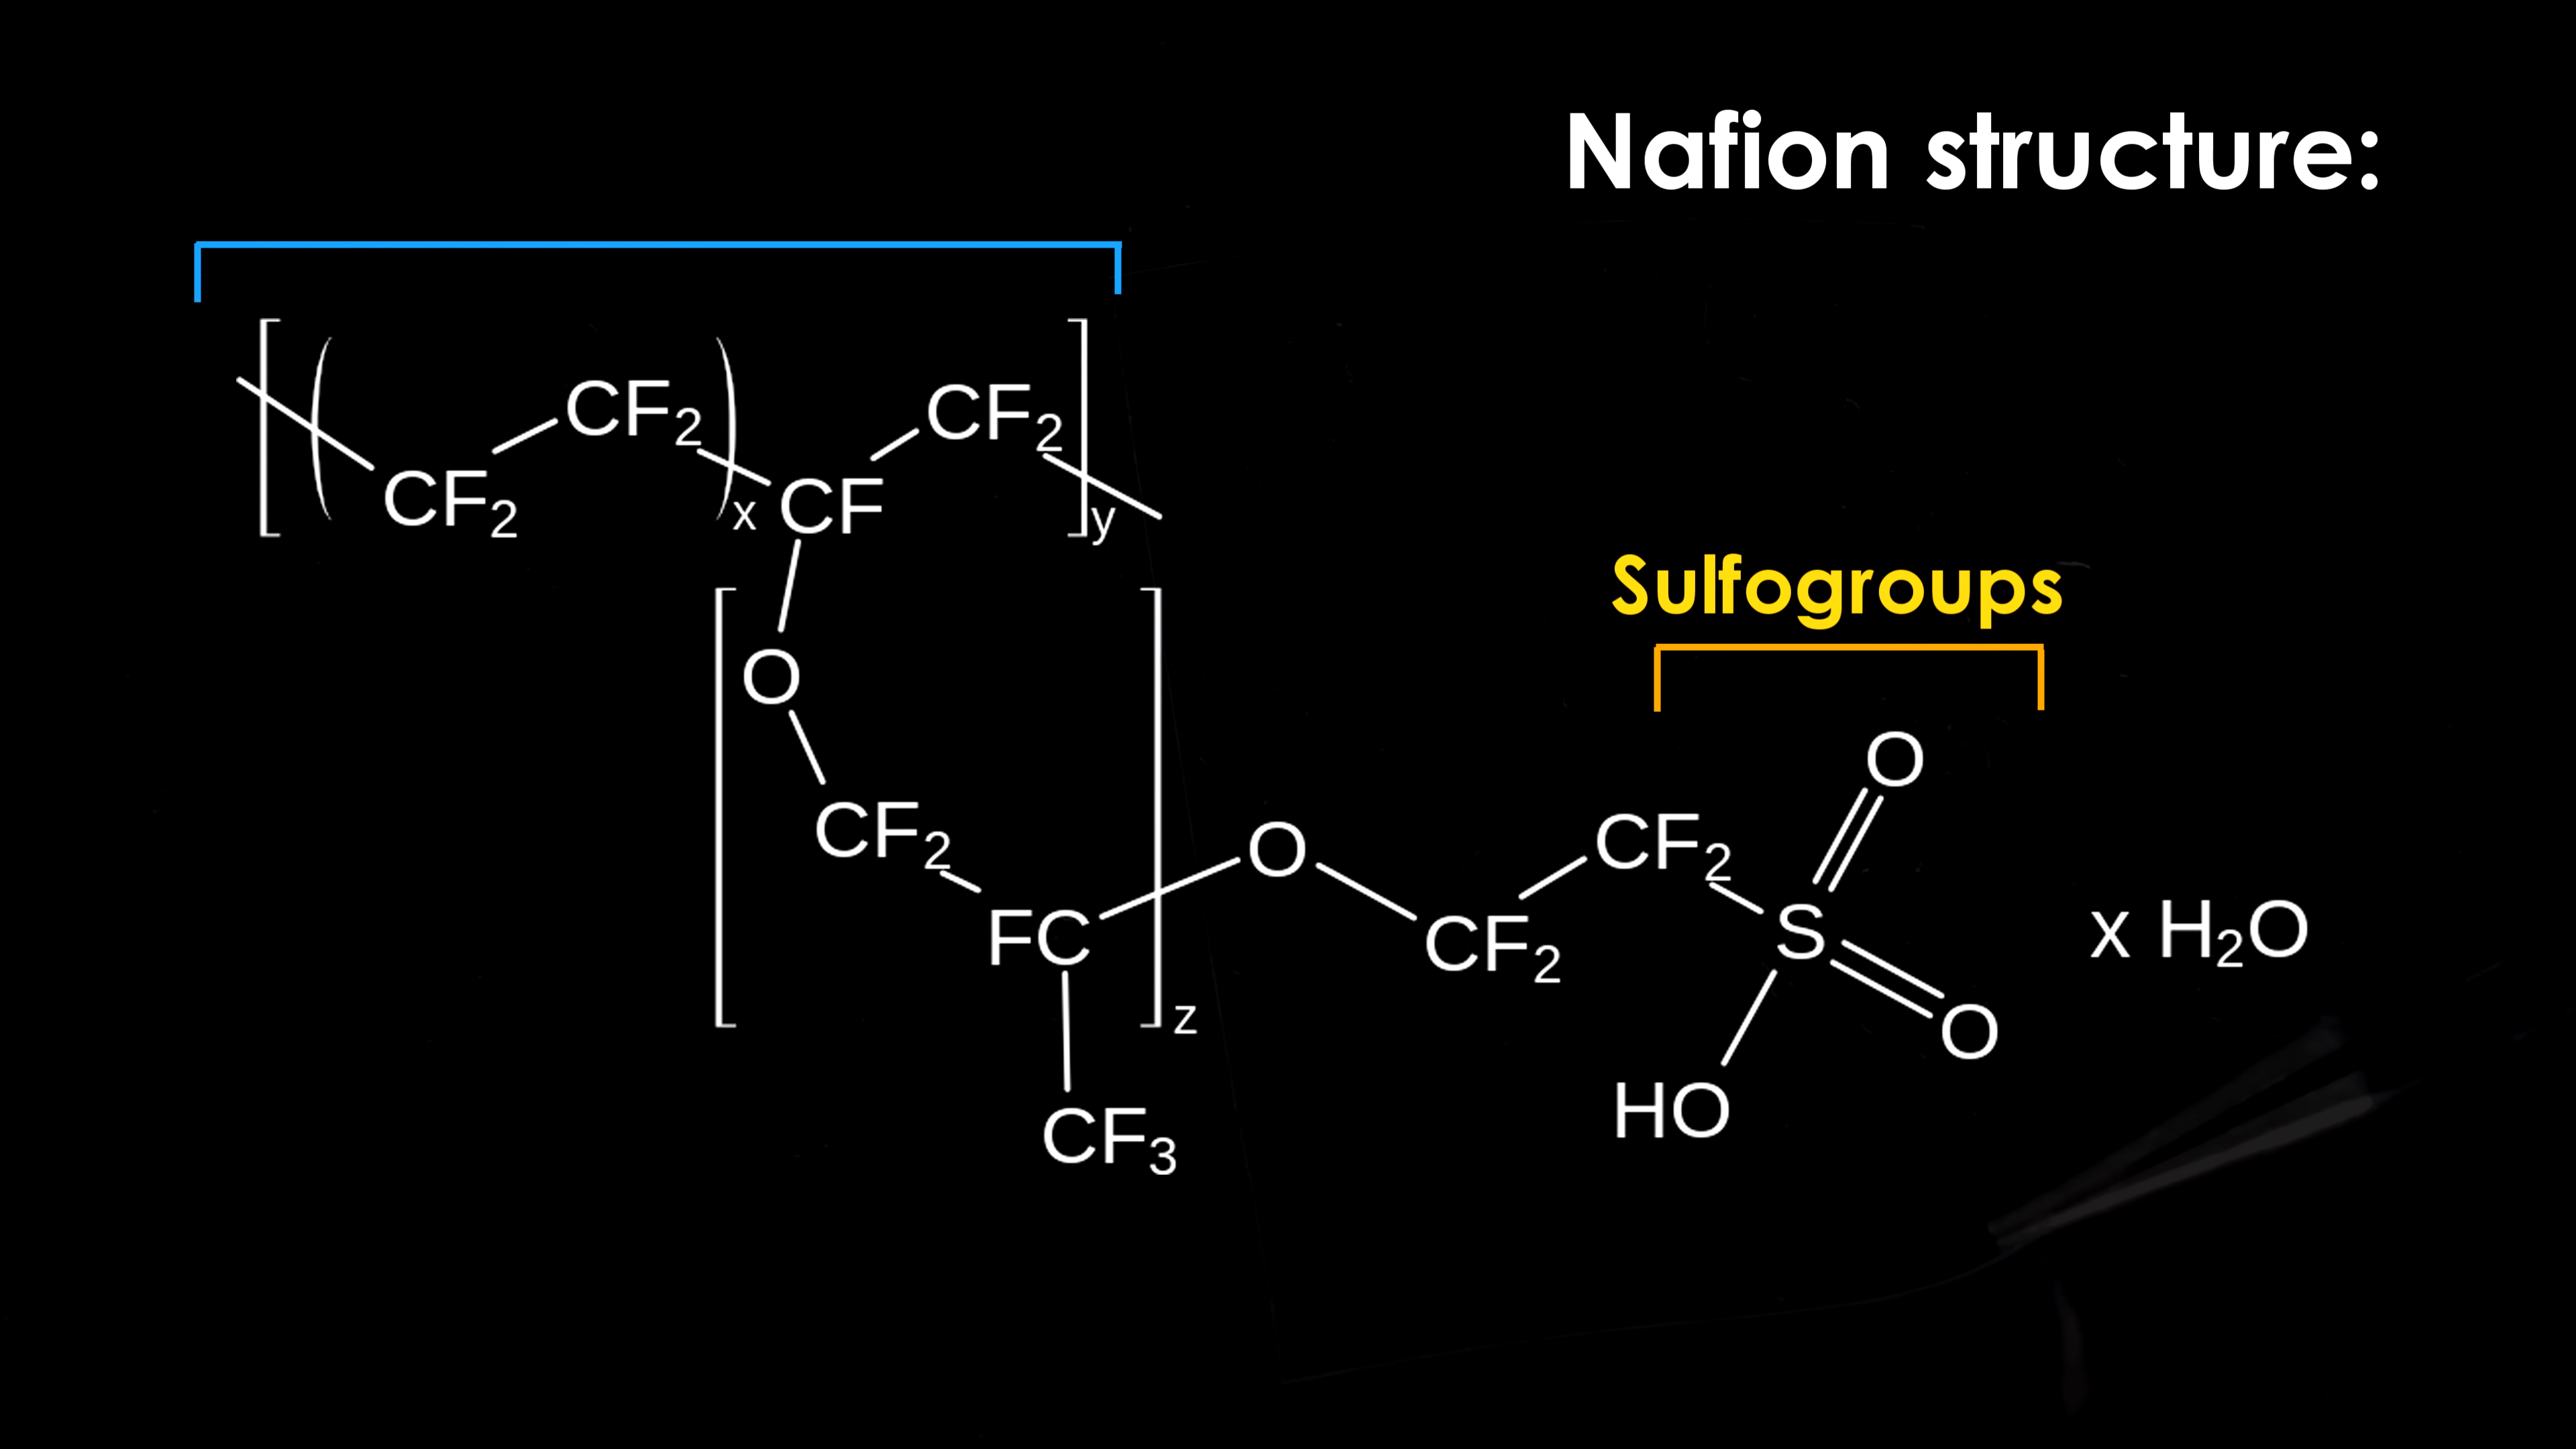 Nafion structure:
CF₂ CF₂
CF₂ x CF y
Sulfogroups
O
O
CF₂ O CF₂
FC CF₂ S x H₂O
z O
CF₃ HO